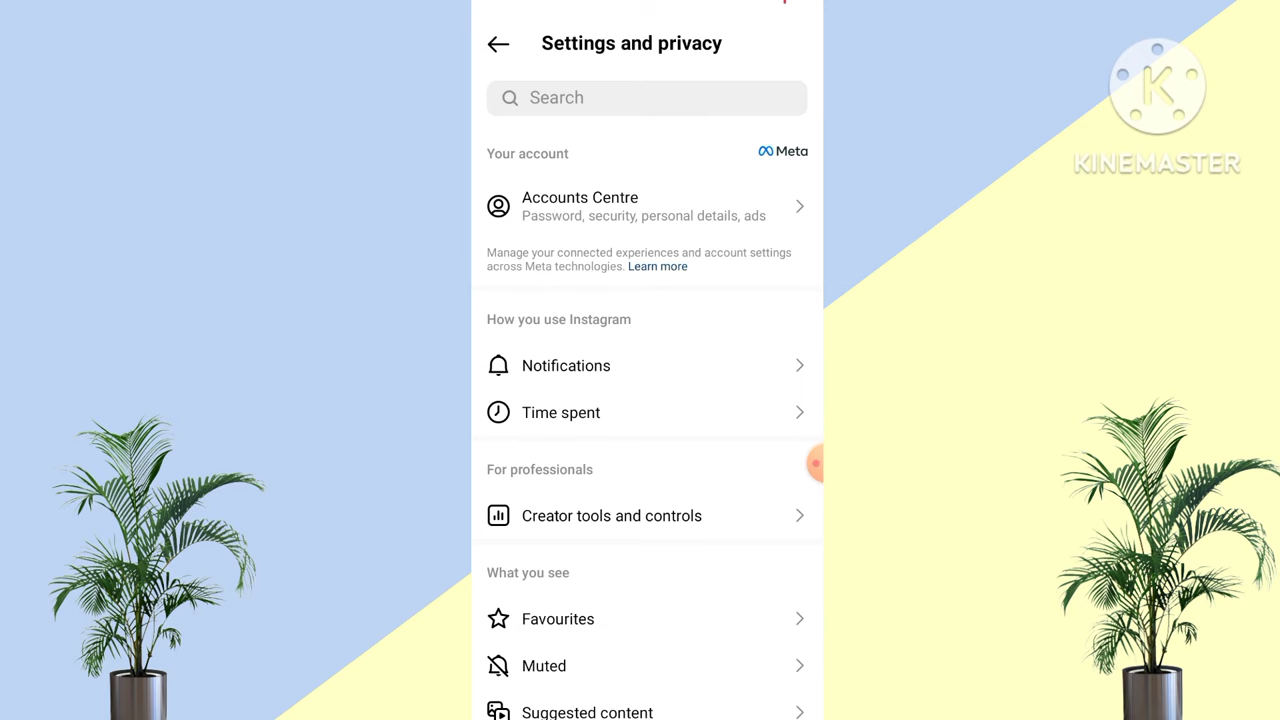 Settings and privacy
Search
Your account
Meta
Accounts Centre
Password, security, personal details, ads
Manage your connected experiences and account settings
across Meta technologies. Learn more
How you use Instagram
Notifications
Time spent
For professionals
Creator tools and controls
What you see
Favourites
Muted
Suggested content
K
KINEMASTER